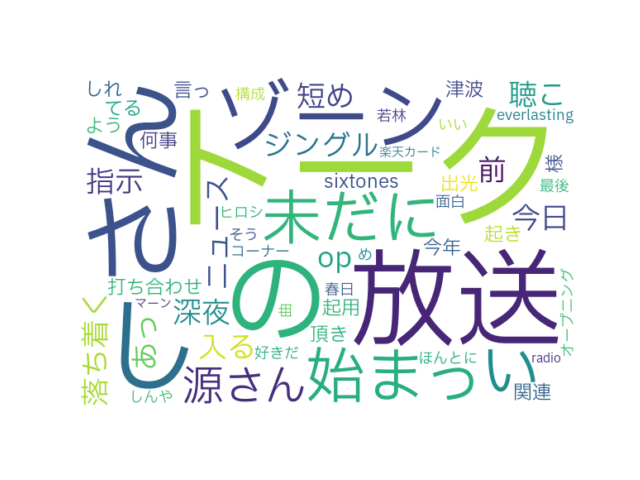 しれ
てる
よう
言っ
構成
短め
若林
津波
聴こ
everlasting
いい
何事
さん
トーク
ゾーン
ジングル
楽天カード
sixtones
指示
前
様
出光
最後
面白
未だに
今日
ニュース
ヒロシ
そう
コーナー
op
め
今年
起き
打ち合わせ
マーン
の
放送
春日
冊
起用
オープニング
落ち着く
あっ
深夜
し
入る
好きだ
頂き
しんや
源さん
始まっ
ほんとに
い
radio
関連